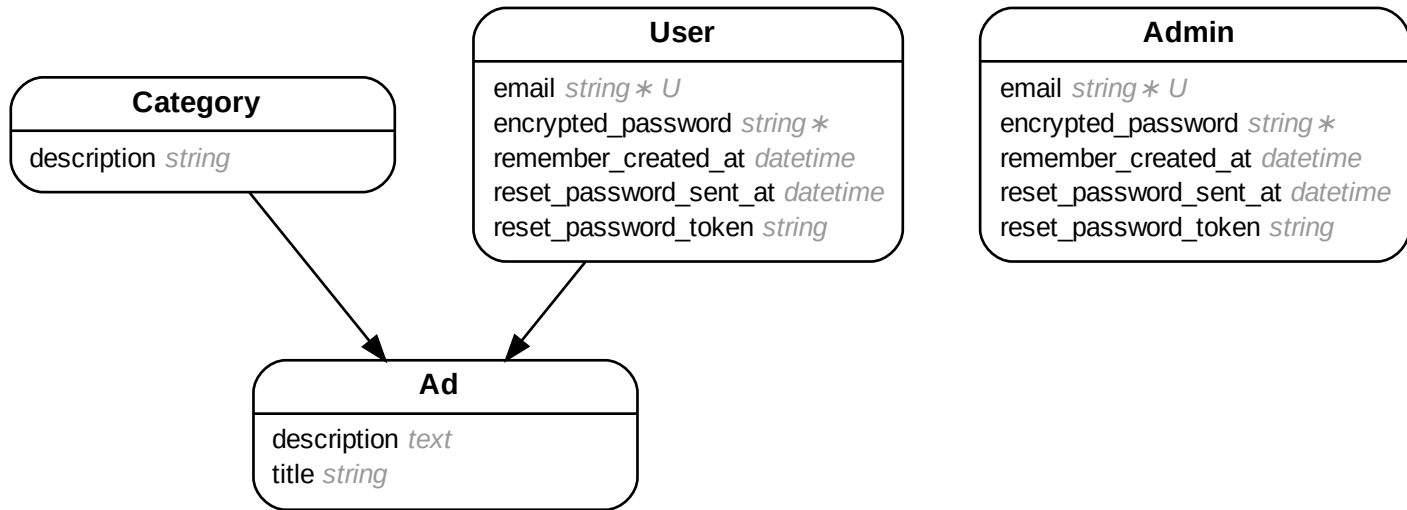 Category
description string
User
email string∗ U
encrypted_password string∗
remember_created_at datetime
reset_password_sent_at datetime
reset_password_token string
Admin
email string∗ U
encrypted_password string∗
remember_created_at datetime
reset_password_sent_at datetime
reset_password_token string
Ad
description text
title string